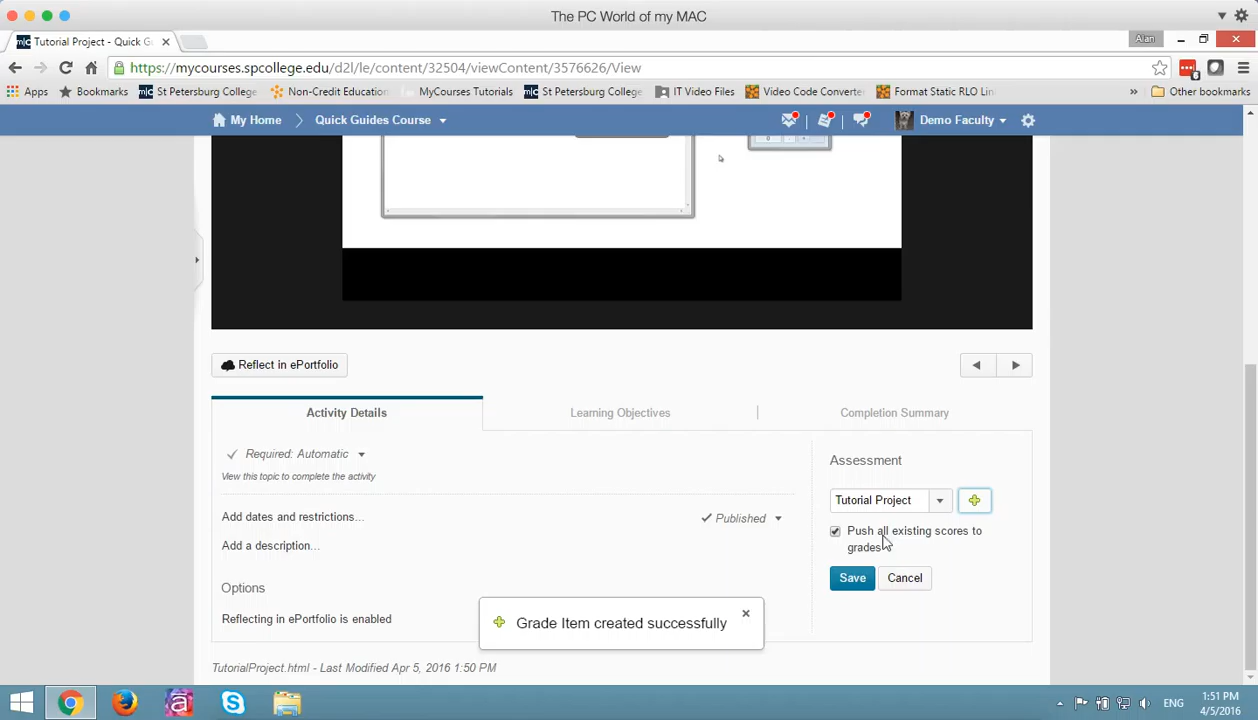 The PC World of my MAC
Tutorial Project - Quick G
Alan
https://mycourses.spcollege.edu/d2l/le/content/32504/viewContent/3576626/View
Apps Bookmarks St Petersburg College Non-Credit Education MyCourses Tutorials St Petersburg College IT Video Files Video Code Converter Format Static RLO Lin » Other bookmarks
My Home Quick Guides Course Demo Faculty
Reflect in ePortfolio
Activity Details Learning Objectives Completion Summary
Required: Automatic
View this topic to complete the activity
Assessment
Tutorial Project
Add dates and restrictions...
Published
Push all existing scores to
grades
Add a description...
Save Cancel
Options
Reflecting in ePortfolio is enabled
Grade Item created successfully
TutorialProject.html - Last Modified Apr 5, 2016 1:50 PM
ENG
1:51 PM
4/5/2016